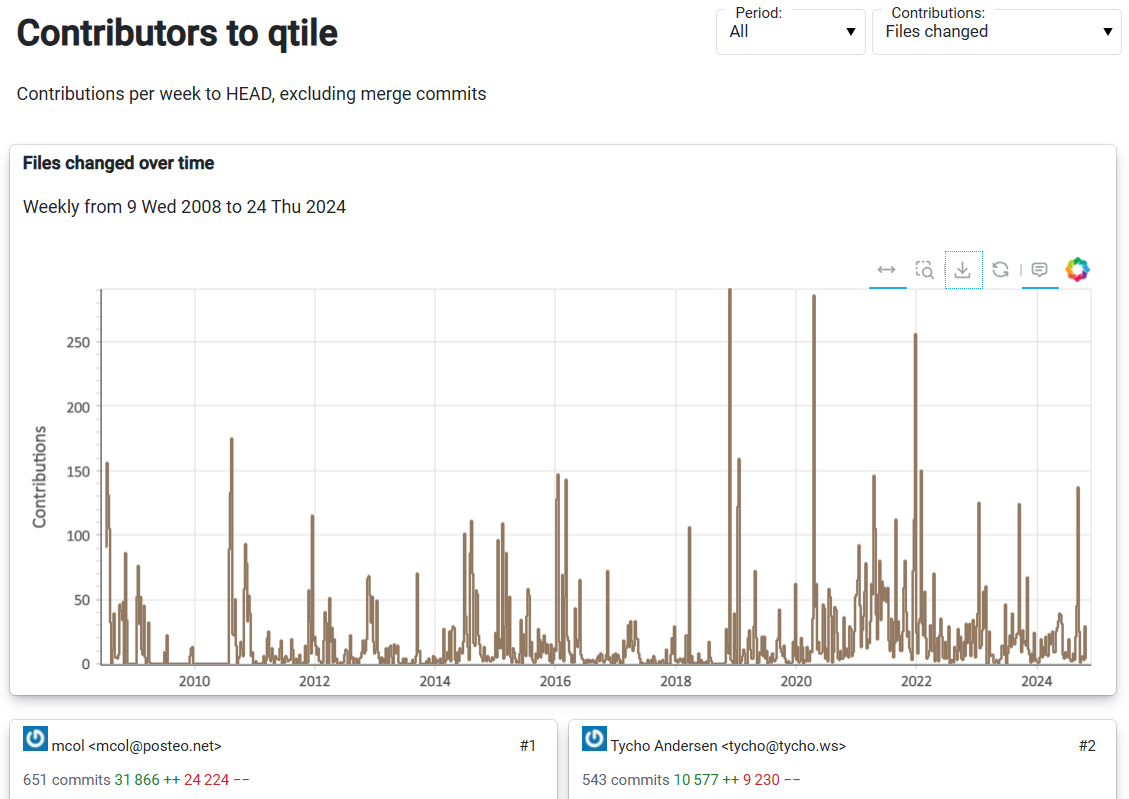 Contributors to qtile
Period:
All
Contributions:
Files changed
Contributions per week to HEAD, excluding merge commits
Files changed over time
Weekly from 9 Wed 2008 to 24 Thu 2024
Contributions
250
200
150
100
50
0
2010 2012 2014 2016 2018 2020 2022 2024
mcol <mcol@posteo.net> #1
651 commits 31 866 ++ 24 224 −−
Tycho Andersen <tycho@tycho.ws> #2
543 commits 10 577 ++ 9 230 −−